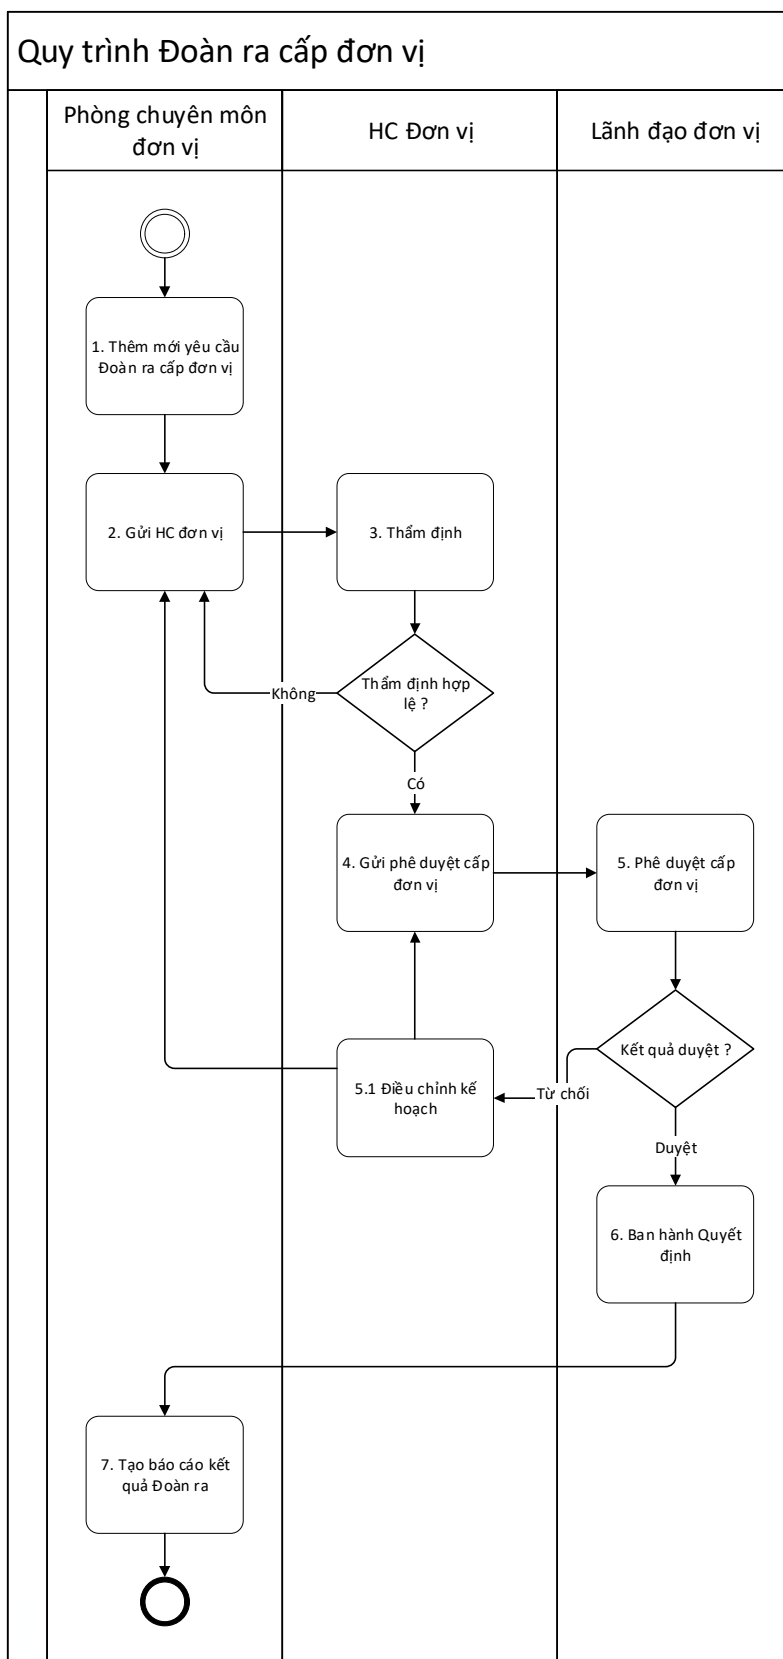 Quy trình Đoàn ra cấp đơn vị
Phòng chuyên môn
đơn vị
HC Đơn vị
Lãnh đạo đơn vị
1. Thêm mới yêu cầu
Đoàn ra cấp đơn vị
2. Gửi HC đơn vị
3. Thẩm định
Thẩm định hợp
lệ ?
Không
Có
4. Gửi phê duyệt cấp
đơn vị
5. Phê duyệt cấp
đơn vị
Kết quả duyệt ?
Từ chối
5.1 Điều chỉnh kế
hoạch
Duyệt
6. Ban hành Quyết
định
7. Tạo báo cáo kết
quả Đoàn ra